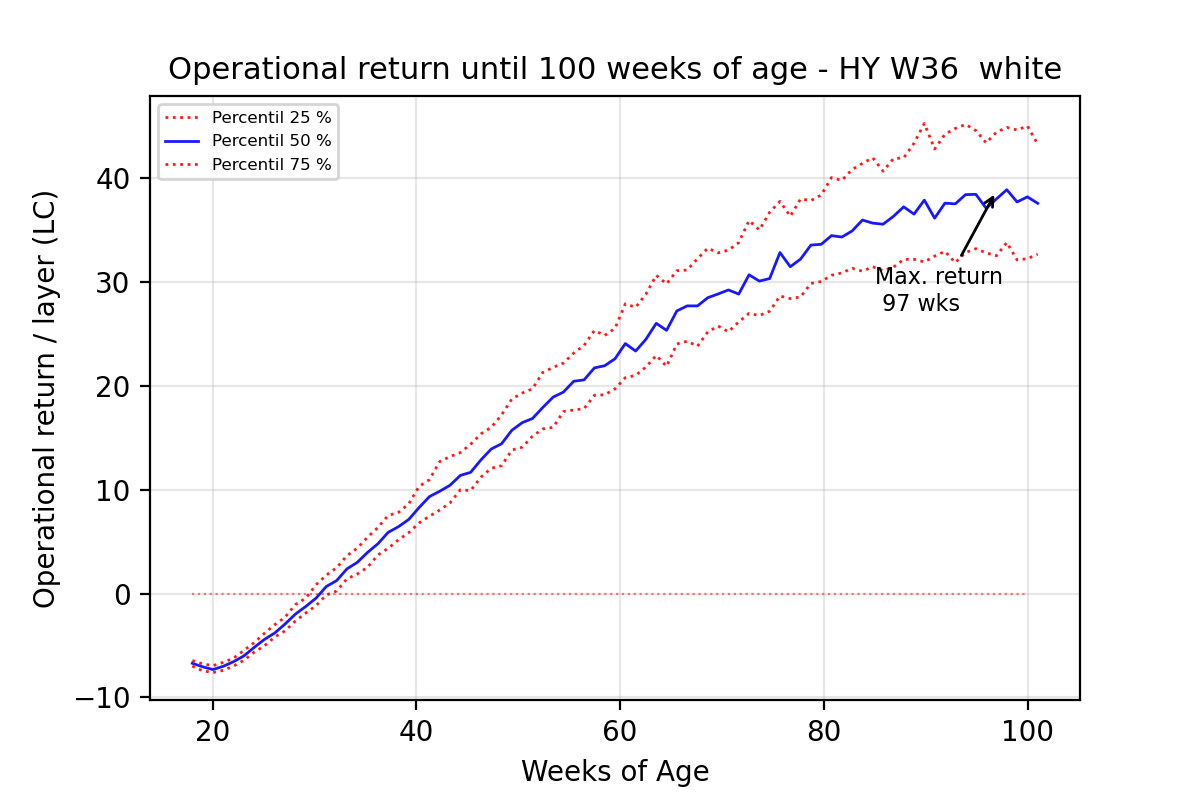 Operational return until 100 weeks of age - HY W36  white
Percentil 25 %
Percentil 50 %
Percentil 75 %
Operational return / layer (LC)
40
30
20
10
0
−10
Max. return
97 wks
20 40 60 80 100
Weeks of Age